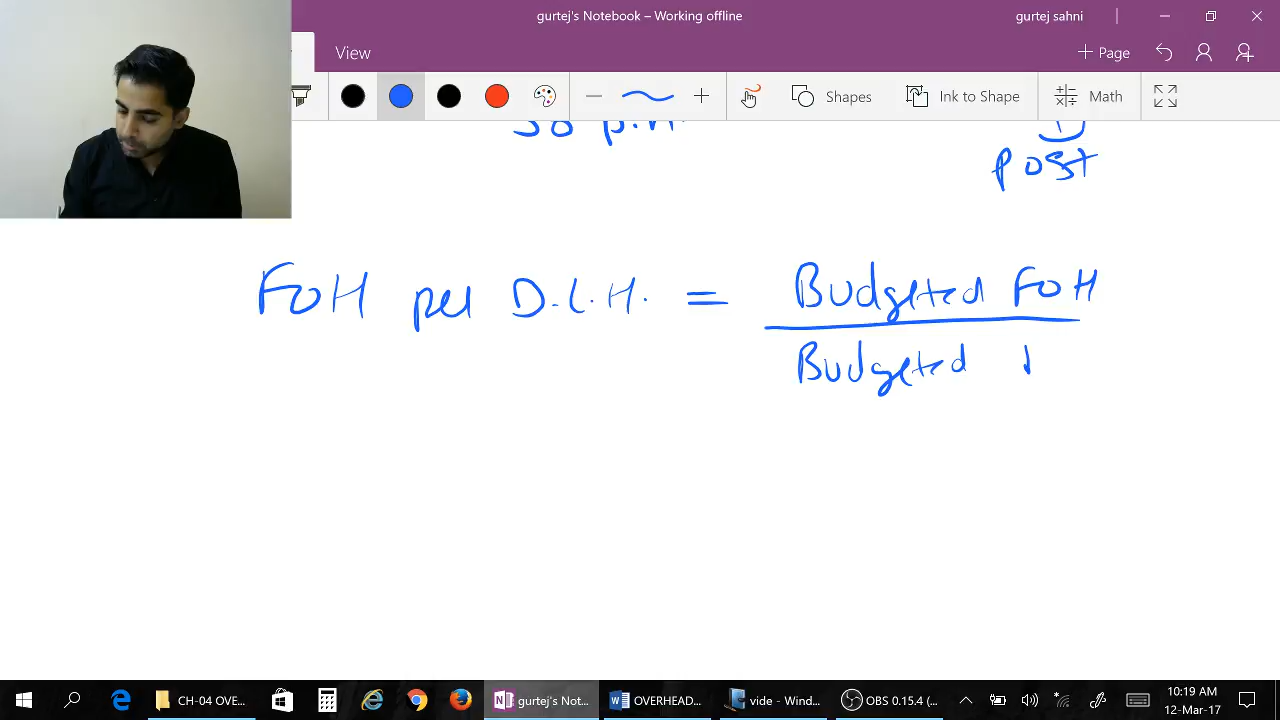 gurtej's Notebook – Working offline
gurtej sahni
View
Page
Shapes
Ink to Shape
Math
post
FOH per D.L.H. = Budgeted FOH
Budgeted
CH-04 OVE...
gurtej's Not...
OVERHEAD...
vide - Wind...
OBS 0.15.4 (...
10:19 AM
12-Mar-17